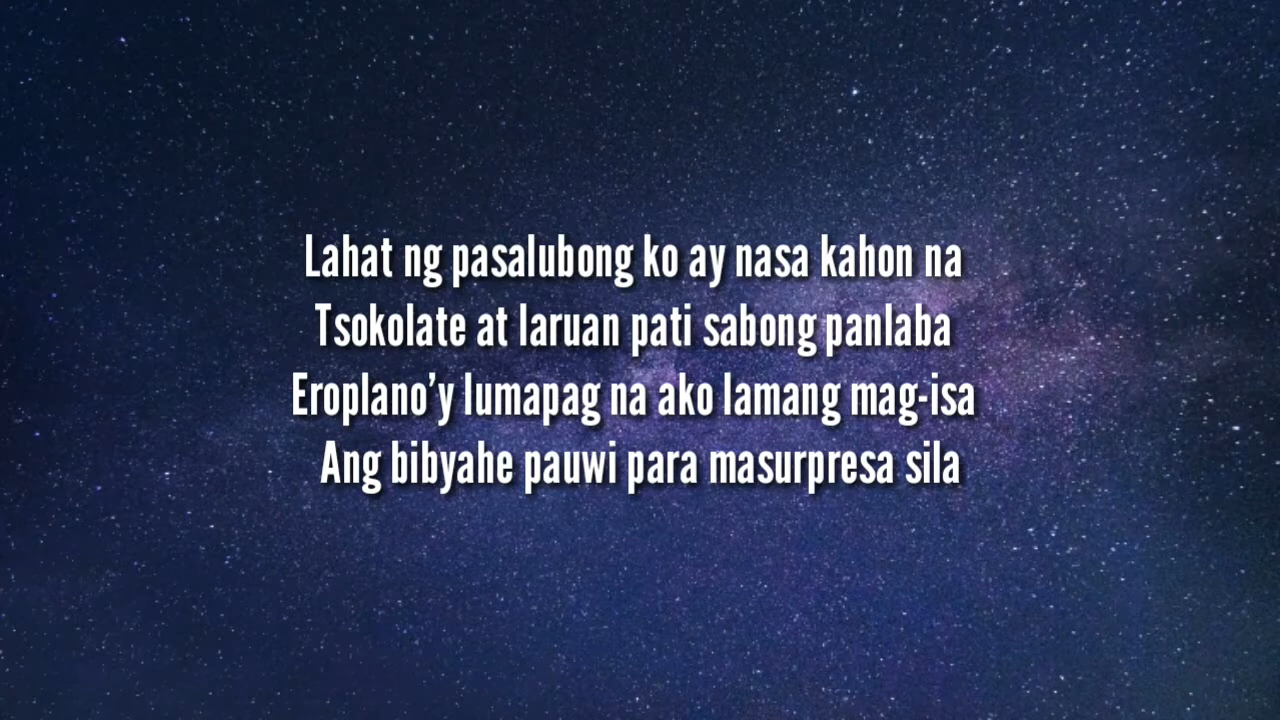 Lahat ng pasalubong ko ay nasa kahon na
Tsokolate at laruan pati sabong panlaba
Eroplano’y lumapag na ako lamang mag-isa
Ang bibyahe pauwi para masurpresa sila